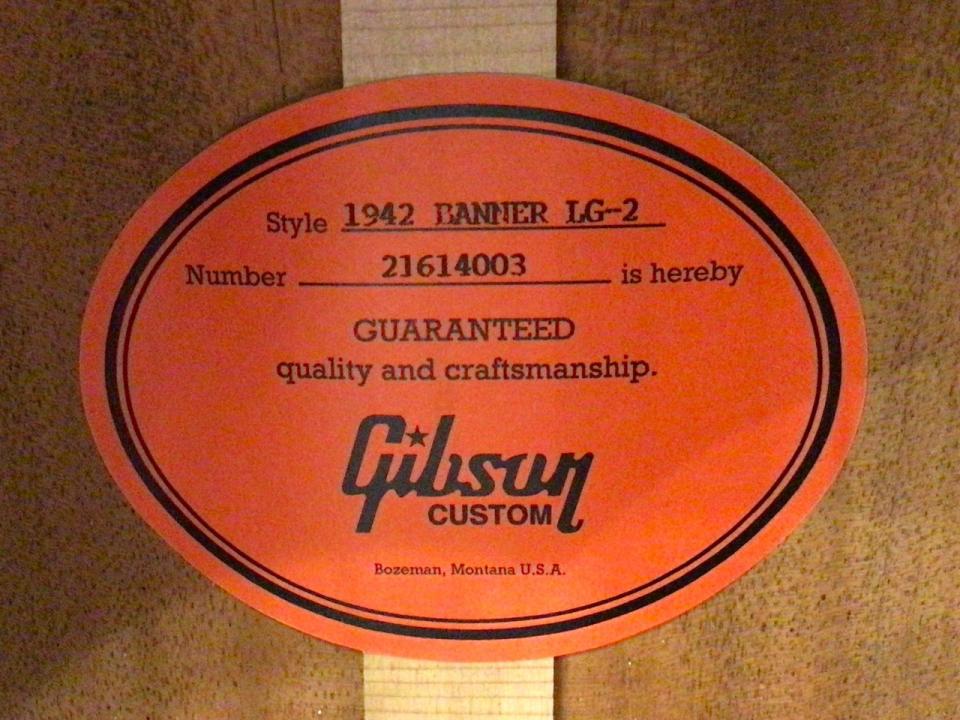 Style 1942 BANNER LG-2
Number 21614003 is hereby
GUARANTEED
quality and craftsmanship.
Gibson
CUSTOM
Bozeman, Montana U.S.A.